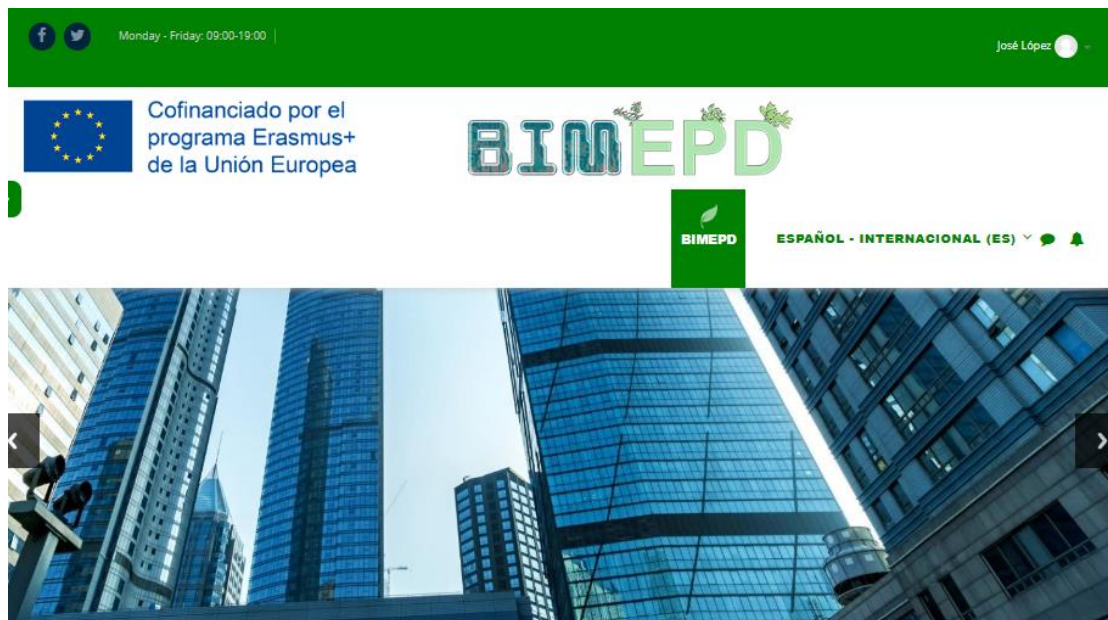 Monday - Friday: 09:00-19:00
José López
Cofinanciado por el
programa Erasmus+
de la Unión Europea
BIMEPD
BIMEPD
ESPAÑOL - INTERNACIONAL (ES)